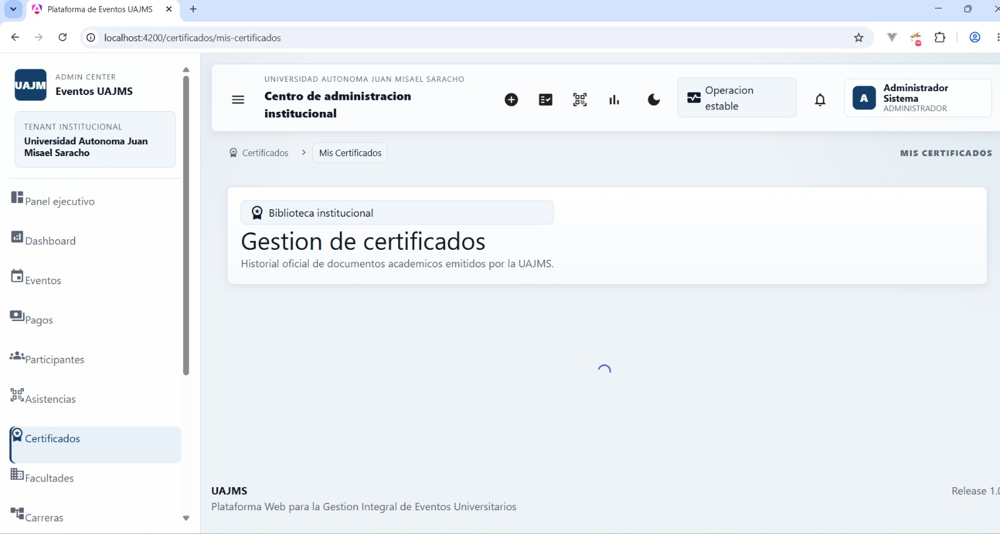 Plataforma de Eventos UAJMS
localhost:4200/certificados/mis-certificados
UAJM
ADMIN CENTER
Eventos UAJMS
TENANT INSTITUCIONAL
Universidad Autonoma Juan
Misael Saracho
Panel ejecutivo
Dashboard
Eventos
Pagos
Participantes
Asistencias
Certificados
Facultades
Carreras
UNIVERSIDAD AUTONOMA JUAN MISAEL SARACHO
Centro de administracion
institucional
Operacion
estable
A
Administrador
Sistema
ADMINISTRADOR
Certificados
Mis Certificados
MIS CERTIFICADOS
Biblioteca institucional
Gestion de certificados
Historial oficial de documentos academicos emitidos por la UAJMS.
UAJMS
Plataforma Web para la Gestion Integral de Eventos Universitarios
Release 1.0